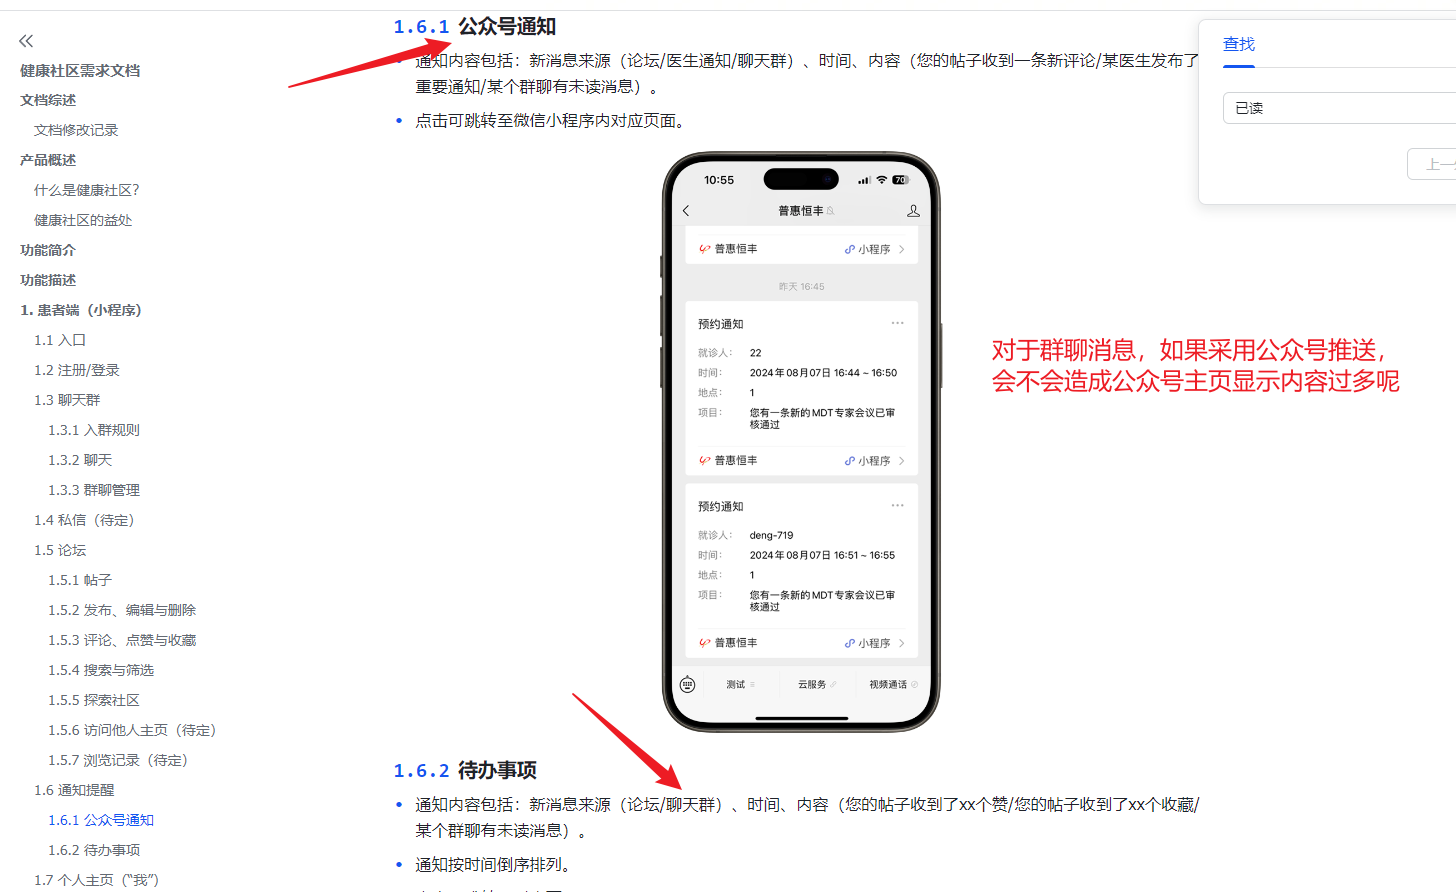 健康社区需求文档
文档综述
文档修改记录
产品概述
什么是健康社区？
健康社区的益处
功能简介
功能描述
1. 患者端（小程序）
1.1 入口
1.2 注册/登录
1.3 聊天群
1.3.1 入群规则
1.3.2 聊天
1.3.3 群聊管理
1.4 私信（待定）
1.5 论坛
1.5.1 帖子
1.5.2 发布、编辑与删除
1.5.3 评论、点赞与收藏
1.5.4 搜索与筛选
1.5.5 探索社区
1.5.6 访问他人主页（待定）
1.5.7 浏览记录（待定）
1.6 通知提醒
1.6.1 公众号通知
1.6.2 待办事项
1.7 个人主页（“我”）
1.6.1 公众号通知
通知内容包括：新消息来源（论坛/医生通知/聊天群）、时间、内容（您的帖子收到一条新评论/某医生发布了
重要通知/某个群聊有未读消息）。
点击可跳转至微信小程序内对应页面。
10:55
70
普惠恒丰
普惠恒丰 小程序
昨天 16:45
预约通知
就诊人： 22
时间： 2024年08月07日 16:44 ~ 16:50
地点： 1
项目： 您有一条新的MDT专家会议已审
核通过
普惠恒丰 小程序
预约通知
就诊人： deng-719
时间： 2024年08月07日 16:51 ~ 16:55
地点： 1
项目： 您有一条新的MDT专家会议已审
核通过
普惠恒丰 小程序
测试 云服务 视频通话
对于群聊消息，如果采用公众号推送，
会不会造成公众号主页显示内容过多呢
1.6.2 待办事项
通知内容包括：新消息来源（论坛/聊天群）、时间、内容（您的帖子收到了xx个赞/您的帖子收到了xx个收藏/
某个群聊有未读消息）。
通知按时间倒序排列。
查找
已读
上一